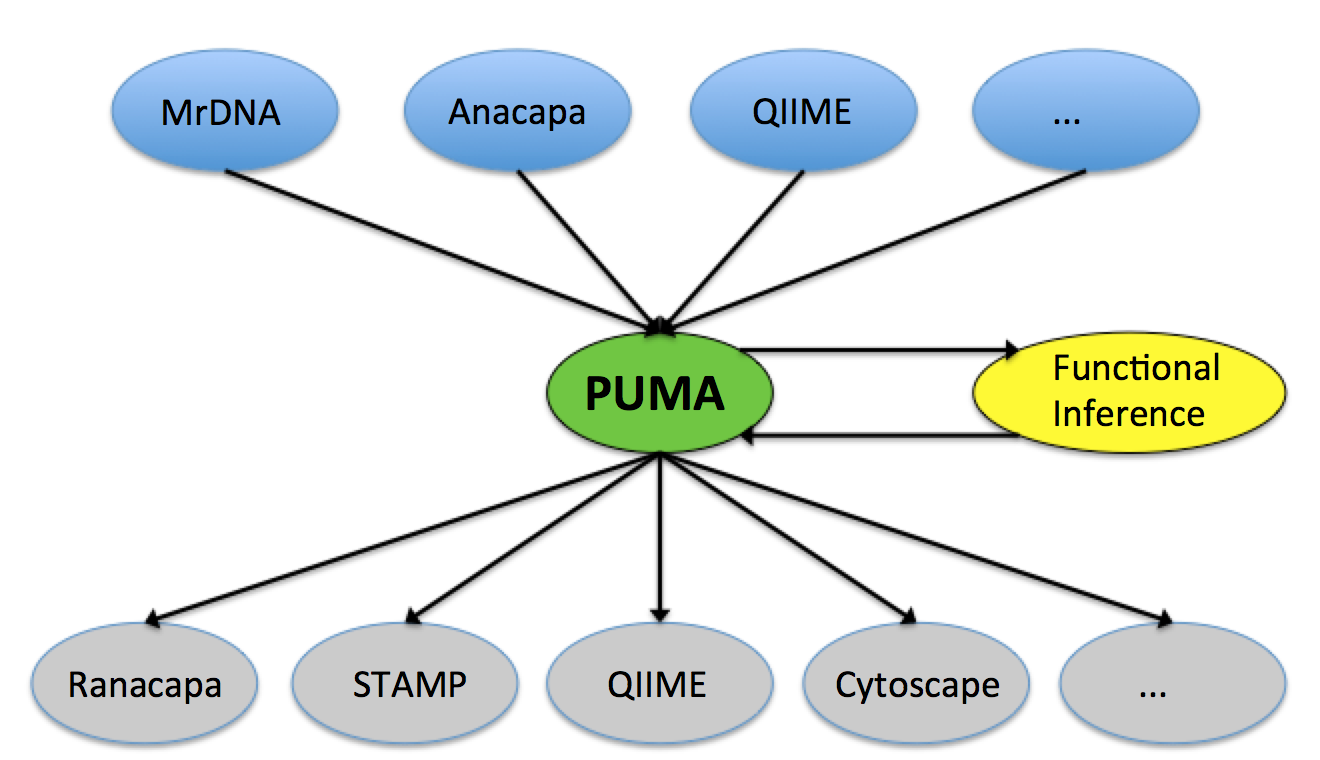 MrDNA
Anacapa
QIIME
...
PUMA
Functional
Inference
Ranacapa
STAMP
QIIME
Cytoscape
...